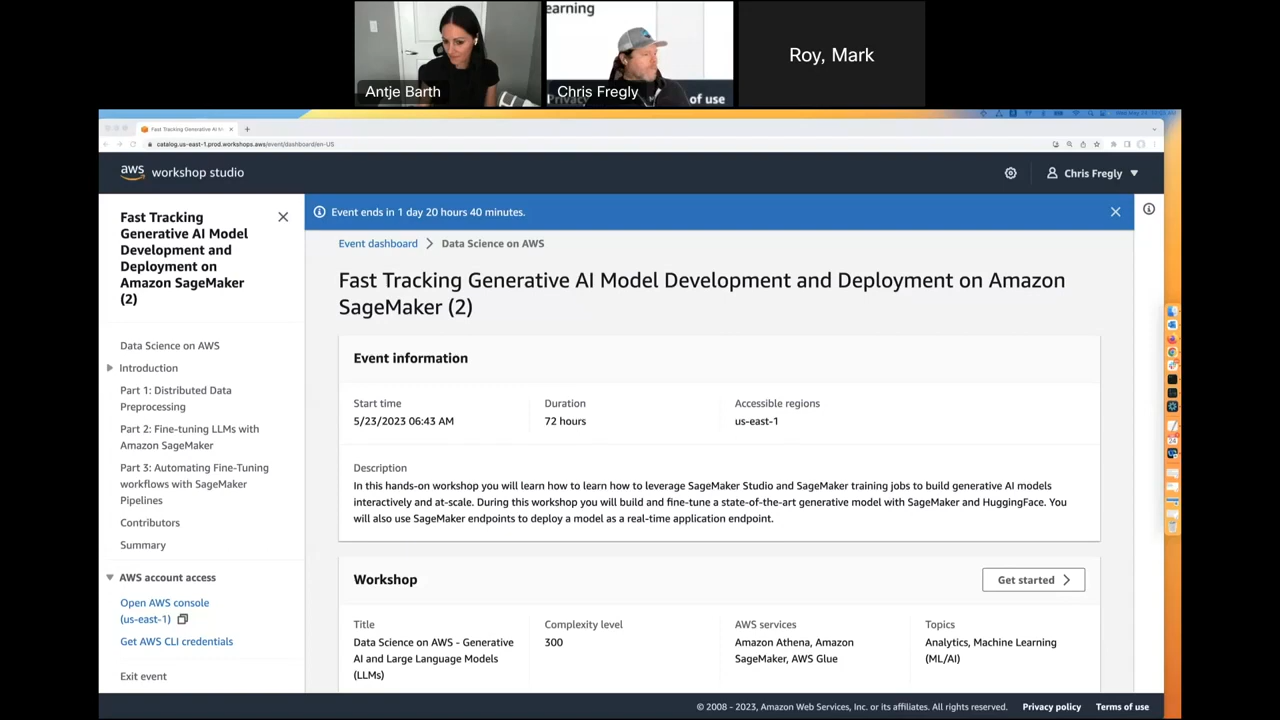 earning
Antje Barth
Chris Fregly
Privacy
of use
Roy, Mark
Fast Tracking Generative AI M
catalog.us-east-1.prod.workshops.aws/event/dashboard/en-US
aws workshop studio
Chris Fregly
Fast Tracking
Generative AI Model
Development and
Deployment on
Amazon SageMaker
(2)
Data Science on AWS
Introduction
Part 1: Distributed Data
Preprocessing
Part 2: Fine-tuning LLMs with
Amazon SageMaker
Part 3: Automating Fine-Tuning
workflows with SageMaker
Pipelines
Contributors
Summary
AWS account access
Open AWS console
(us-east-1)
Get AWS CLI credentials
Exit event
Event ends in 1 day 20 hours 40 minutes.
Event dashboard
Data Science on AWS
Fast Tracking Generative AI Model Development and Deployment on Amazon
SageMaker (2)
Event information
Start time
5/23/2023 06:43 AM
Duration
72 hours
Accessible regions
us-east-1
Description
In this hands-on workshop you will learn how to learn how to leverage SageMaker Studio and SageMaker training jobs to build generative AI models
interactively and at-scale. During this workshop you will build and fine-tune a state-of-the-art generative model with SageMaker and HuggingFace. You
will also use SageMaker endpoints to deploy a model as a real-time application endpoint.
Workshop
Get started
Title
Data Science on AWS - Generative
AI and Large Language Models
(LLMs)
Complexity level
300
AWS services
Amazon Athena, Amazon
SageMaker, AWS Glue
Topics
Analytics, Machine Learning
(ML/AI)
© 2008 - 2023, Amazon Web Services, Inc. or its affiliates. All rights reserved.
Privacy policy
Terms of use